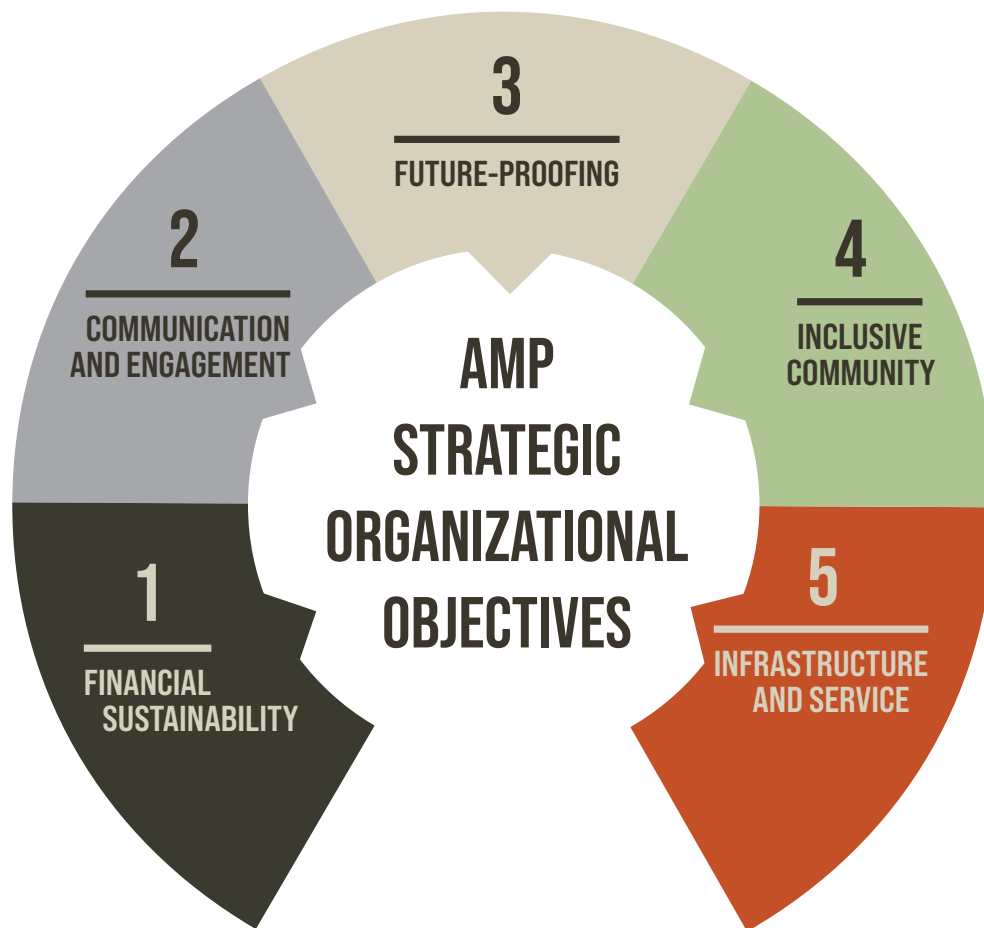 1
FINANCIAL
SUSTAINABILITY
2
COMMUNICATION
AND ENGAGEMENT
3
FUTURE-PROOFING
4
INCLUSIVE
COMMUNITY
5
INFRASTRUCTURE
AND SERVICE
AMP
STRATEGIC
ORGANIZATIONAL
OBJECTIVES